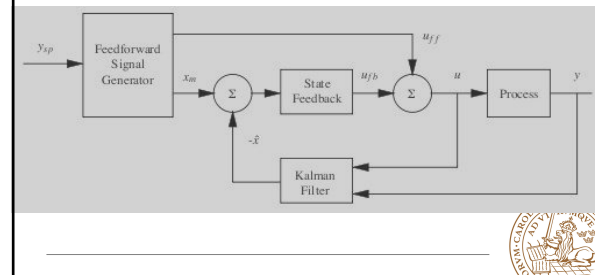 y_sp
Feedforward
Signal
Generator
u_ff
x_m
Σ
State
Feedback
u_fb
Σ
u
Process
y
-x̂
Kalman
Filter